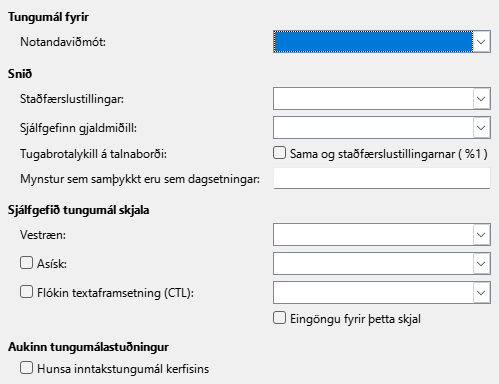 Tungumál fyrir
Notandaviðmót:
Snið
Staðfærslustillingar:
Sjálfgefinn gjaldmiðill:
Tugabrotalykill á talnaborði: Sama og staðfærslustillingarnar ( %1 )
Mynstur sem samþykkt eru sem dagsetningar:
Sjálfgefið tungumál skjala
Vestræn:
Asísk:
Flókin textaframsetning (CTL):
Eingöngu fyrir þetta skjal
Aukinn tungumálastuðningur
Hunsa inntakstungumál kerfisins